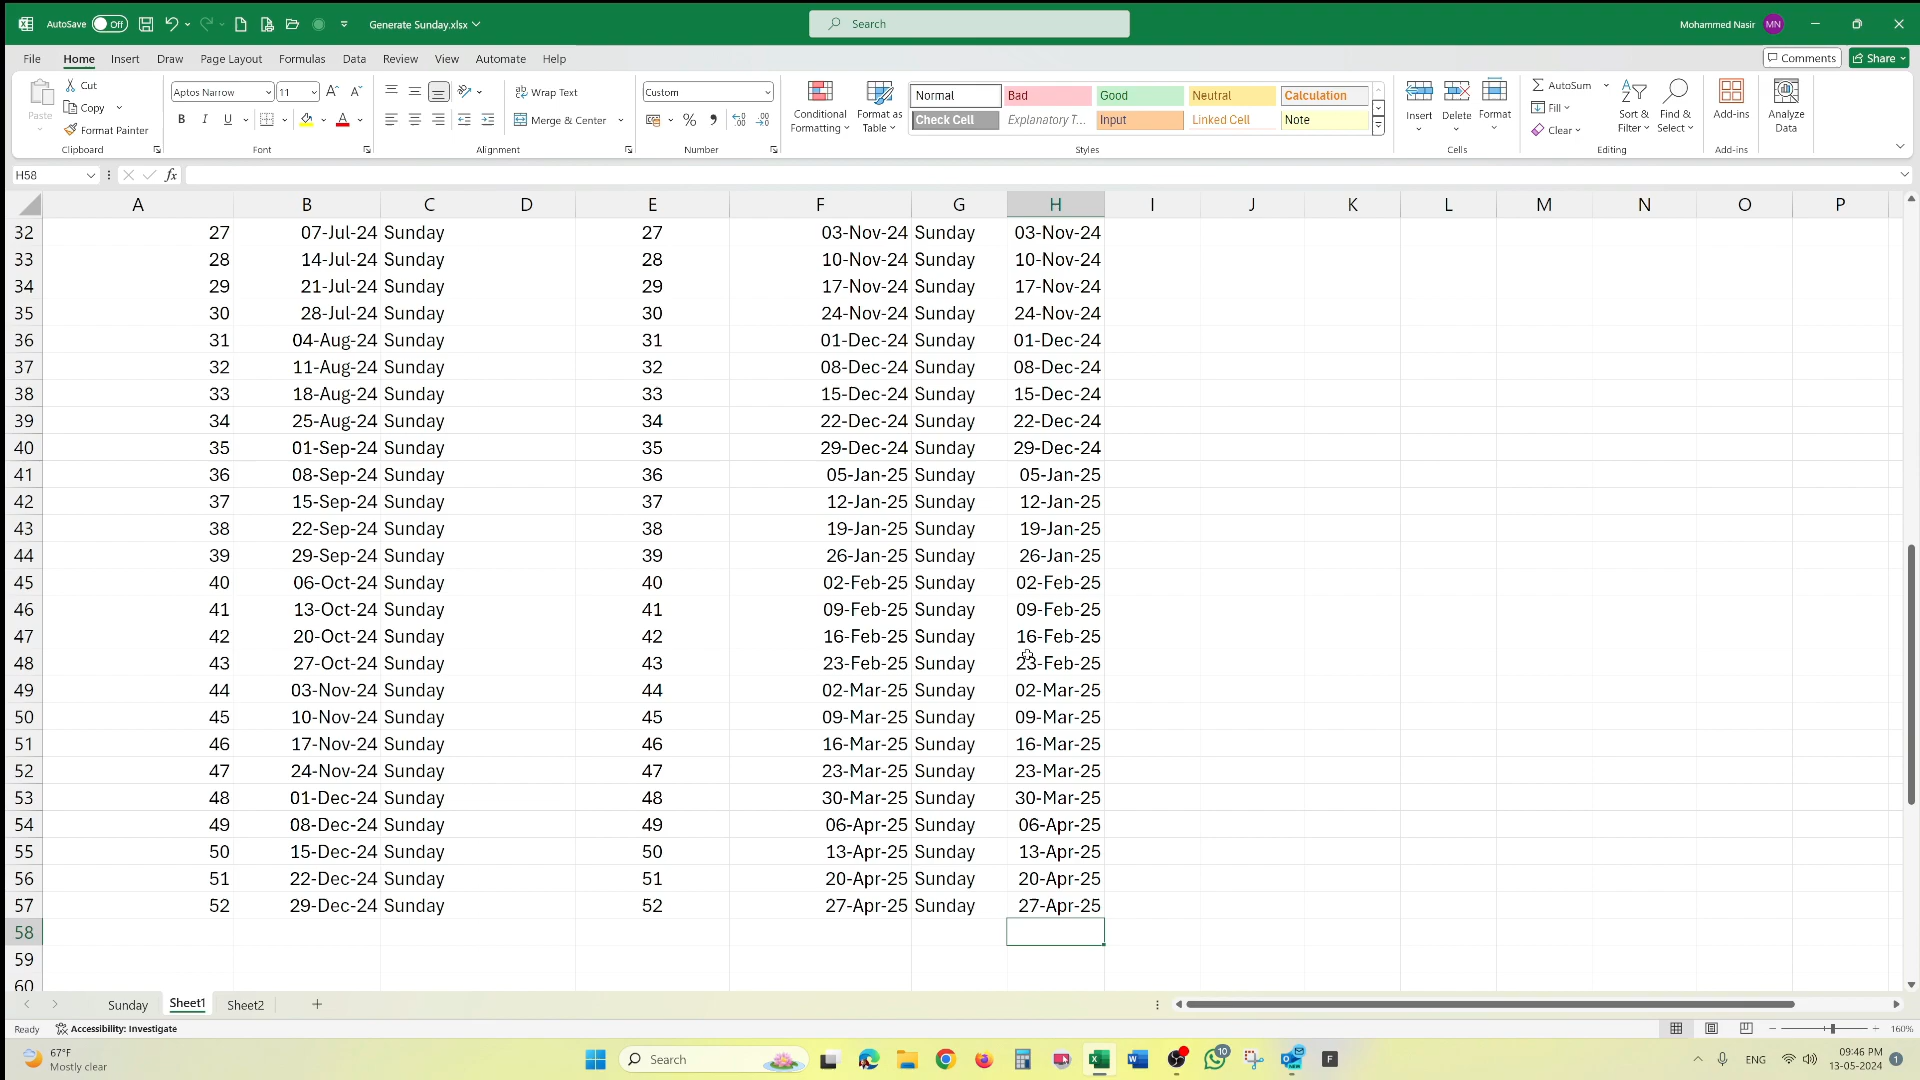 AutoSave Off Generate Sunday.xlsx Search Mohammed Nasir MN
File Home Insert Draw Page Layout Formulas Data Review View Automate Help Comments Share
Paste Cut Copy Format Painter Clipboard
Aptos Narrow 11 B I U A Font
Wrap Text Merge & Center Alignment
Custom % Number
Conditional Formatting Format as Table
Normal Bad Good Neutral Calculation
Check Cell Explanatory T... Input Linked Cell Note
Styles
Insert Delete Format Cells
AutoSum Fill Clear Sort & Filter Find & Select Editing
Add-ins Add-ins
Analyze Data
H58 fx
A B C D E F G H I J K L M N O P
32 27 07-Jul-24 Sunday 27 03-Nov-24 Sunday 03-Nov-24
33 28 14-Jul-24 Sunday 28 10-Nov-24 Sunday 10-Nov-24
34 29 21-Jul-24 Sunday 29 17-Nov-24 Sunday 17-Nov-24
35 30 28-Jul-24 Sunday 30 24-Nov-24 Sunday 24-Nov-24
36 31 04-Aug-24 Sunday 31 01-Dec-24 Sunday 01-Dec-24
37 32 11-Aug-24 Sunday 32 08-Dec-24 Sunday 08-Dec-24
38 33 18-Aug-24 Sunday 33 15-Dec-24 Sunday 15-Dec-24
39 34 25-Aug-24 Sunday 34 22-Dec-24 Sunday 22-Dec-24
40 35 01-Sep-24 Sunday 35 29-Dec-24 Sunday 29-Dec-24
41 36 08-Sep-24 Sunday 36 05-Jan-25 Sunday 05-Jan-25
42 37 15-Sep-24 Sunday 37 12-Jan-25 Sunday 12-Jan-25
43 38 22-Sep-24 Sunday 38 19-Jan-25 Sunday 19-Jan-25
44 39 29-Sep-24 Sunday 39 26-Jan-25 Sunday 26-Jan-25
45 40 06-Oct-24 Sunday 40 02-Feb-25 Sunday 02-Feb-25
46 41 13-Oct-24 Sunday 41 09-Feb-25 Sunday 09-Feb-25
47 42 20-Oct-24 Sunday 42 16-Feb-25 Sunday 16-Feb-25
48 43 27-Oct-24 Sunday 43 23-Feb-25 Sunday 23-Feb-25
49 44 03-Nov-24 Sunday 44 02-Mar-25 Sunday 02-Mar-25
50 45 10-Nov-24 Sunday 45 09-Mar-25 Sunday 09-Mar-25
51 46 17-Nov-24 Sunday 46 16-Mar-25 Sunday 16-Mar-25
52 47 24-Nov-24 Sunday 47 23-Mar-25 Sunday 23-Mar-25
53 48 01-Dec-24 Sunday 48 30-Mar-25 Sunday 30-Mar-25
54 49 08-Dec-24 Sunday 49 06-Apr-25 Sunday 06-Apr-25
55 50 15-Dec-24 Sunday 50 13-Apr-25 Sunday 13-Apr-25
56 51 22-Dec-24 Sunday 51 20-Apr-25 Sunday 20-Apr-25
57 52 29-Dec-24 Sunday 52 27-Apr-25 Sunday 27-Apr-25
58
59
60
Sunday Sheet1 Sheet2
Ready Accessibility: Investigate 160%
67°F Mostly clear Search 10 NEW F ENG 09:46 PM 13-05-2024 1